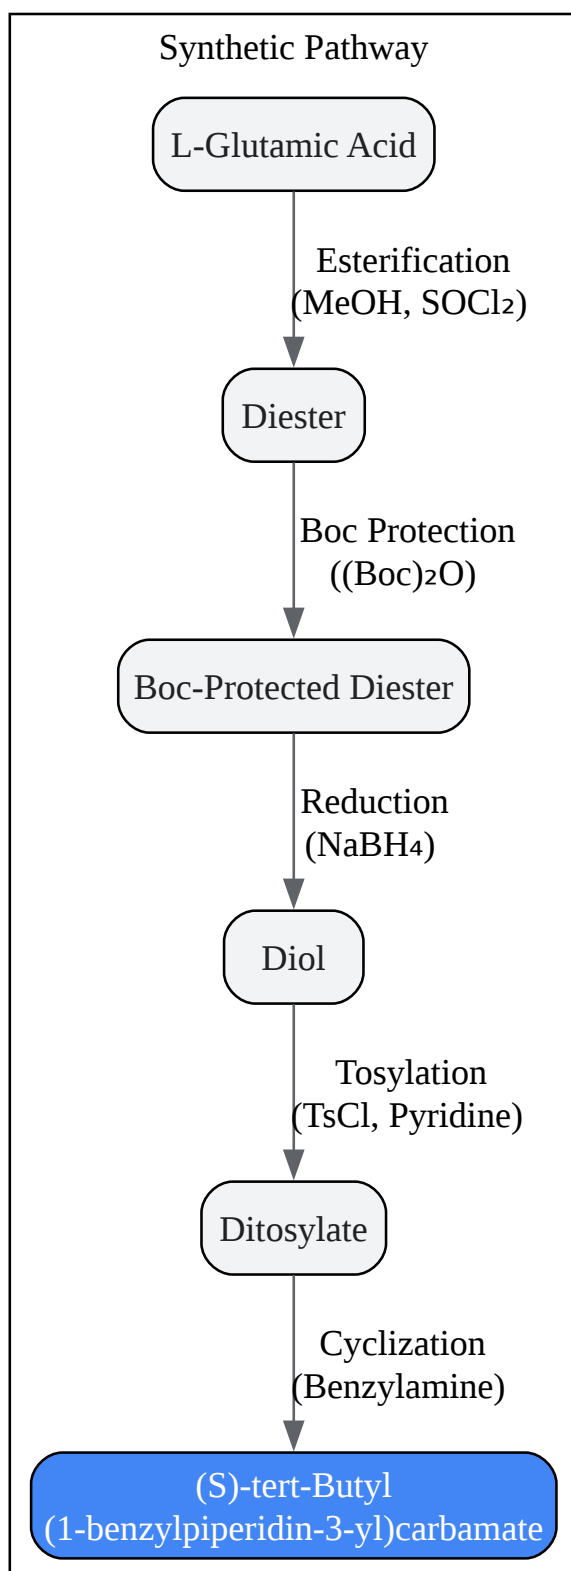 Synthetic Pathway
L-Glutamic Acid
Esterification
(MeOH, SOCl₂)
Diester
Boc Protection
((Boc)₂O)
Boc-Protected Diester
Reduction
(NaBH₄)
Diol
Tosylation
(TsCl, Pyridine)
Ditosylate
Cyclization
(Benzylamine)
(S)-tert-Butyl
(1-benzylpiperidin-3-yl)carbamate